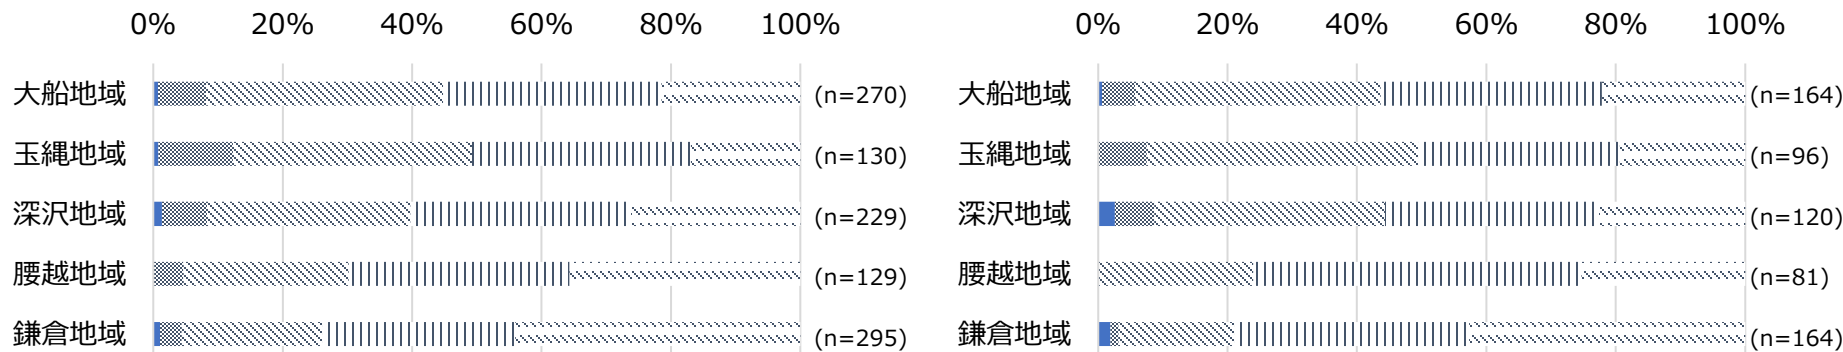 0% 20% 40% 60% 80% 100%
大船地域 (n=270)
玉縄地域 (n=130)
深沢地域 (n=229)
腰越地域 (n=129)
鎌倉地域 (n=295)
0% 20% 40% 60% 80% 100%
大船地域 (n=164)
玉縄地域 (n=96)
深沢地域 (n=120)
腰越地域 (n=81)
鎌倉地域 (n=164)